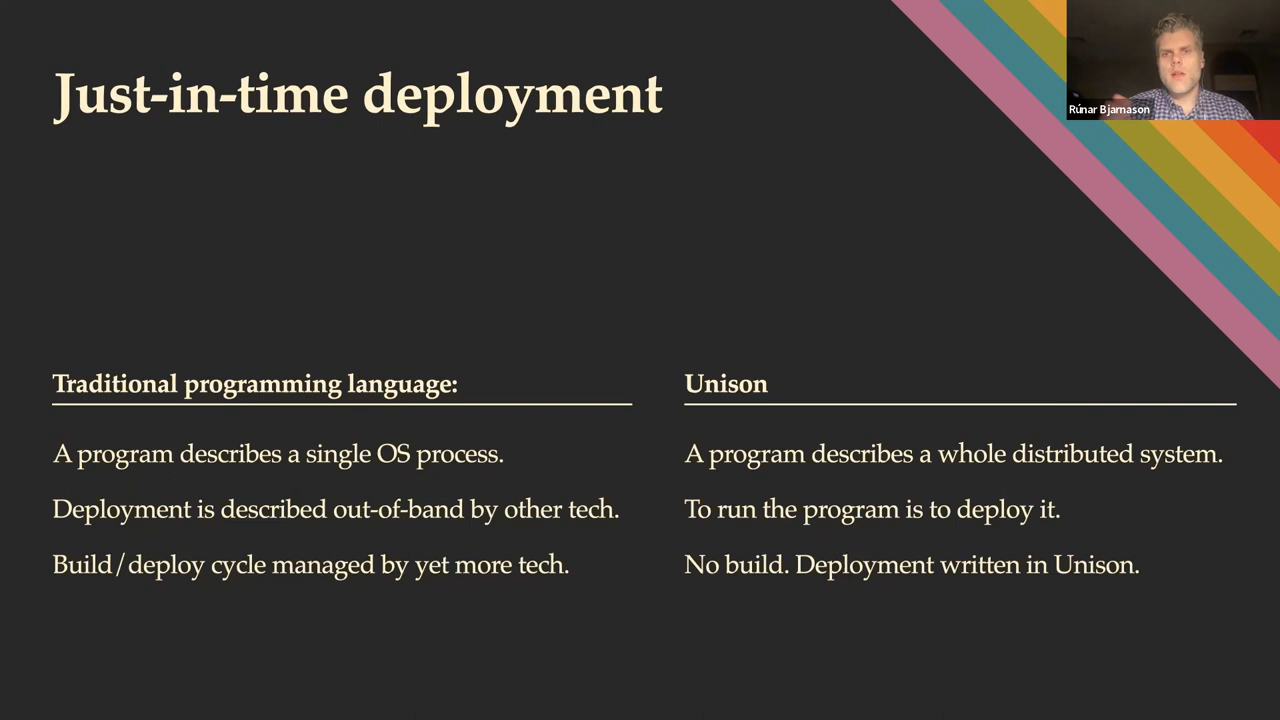 Just-in-time deployment
Rúnar Bjarnason
Traditional programming language:
A program describes a single OS process.
Deployment is described out-of-band by other tech.
Build/deploy cycle managed by yet more tech.
Unison
A program describes a whole distributed system.
To run the program is to deploy it.
No build. Deployment written in Unison.